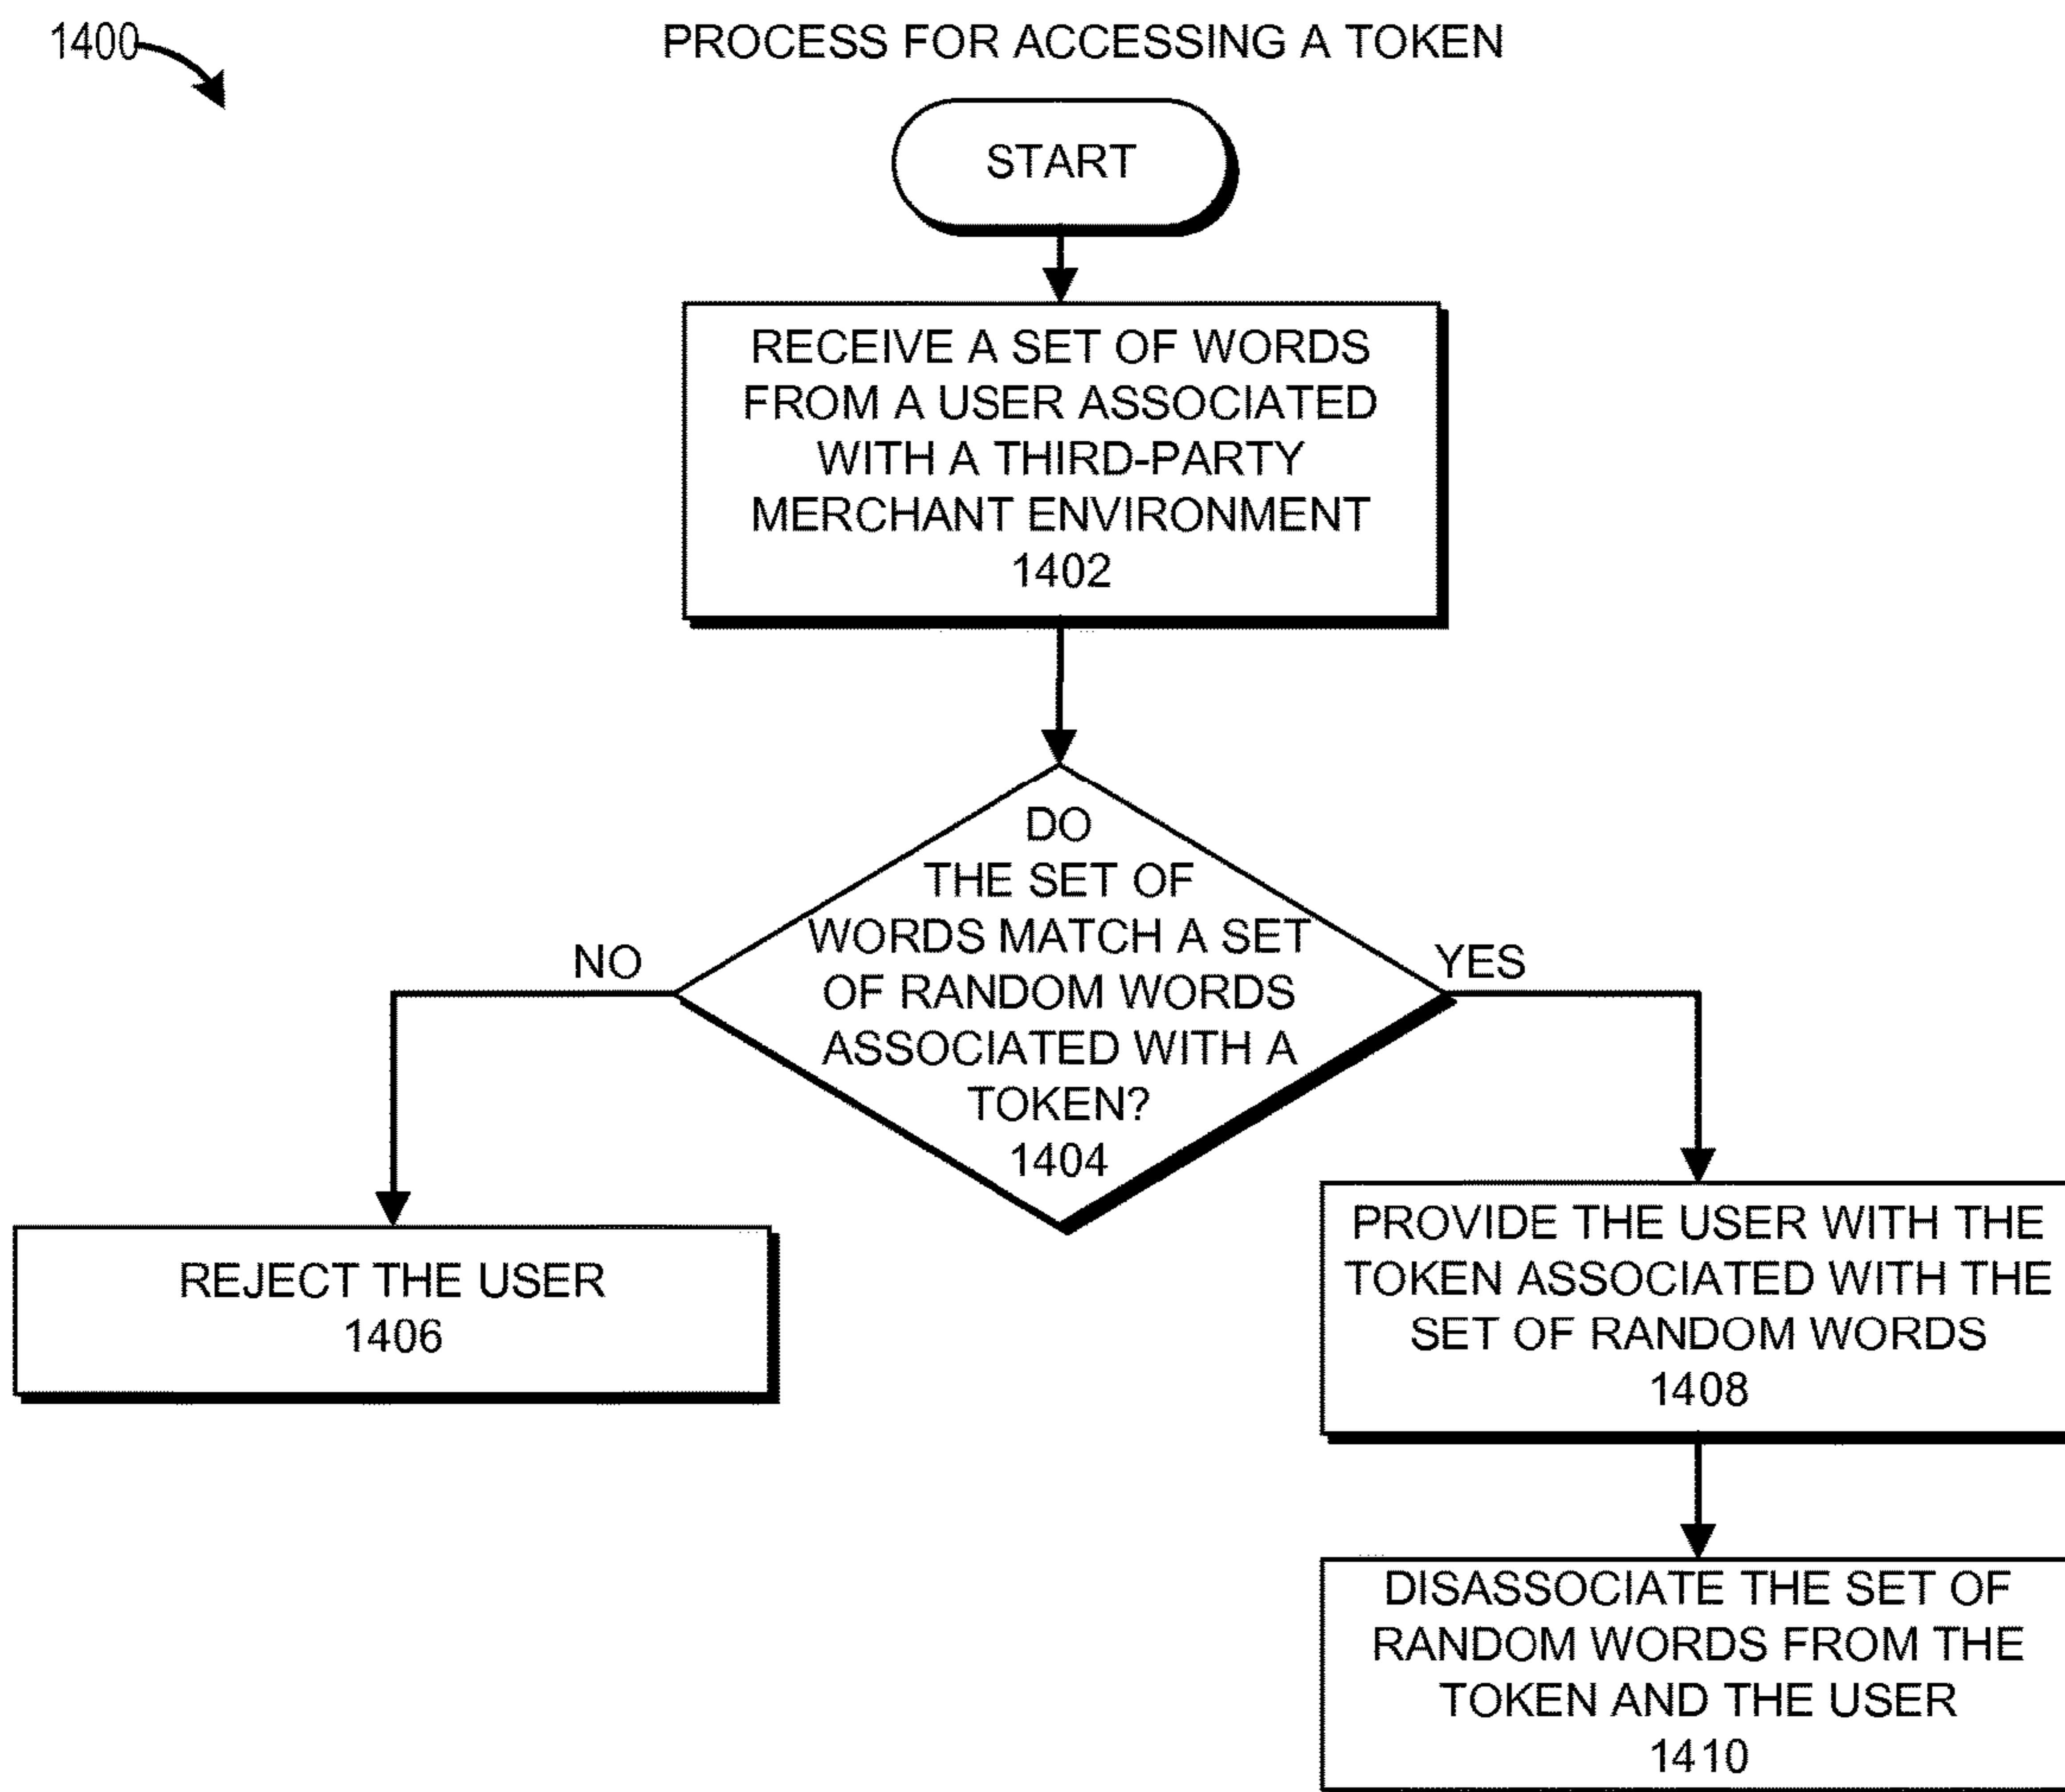 1400
PROCESS FOR ACCESSING A TOKEN
START
RECEIVE A SET OF WORDS
FROM A USER ASSOCIATED
WITH A THIRD-PARTY
MERCHANT ENVIRONMENT
1402
DO
THE SET OF
WORDS MATCH A SET
OF RANDOM WORDS
ASSOCIATED WITH A
TOKEN?
1404
NO
YES
REJECT THE USER
1406
PROVIDE THE USER WITH THE
TOKEN ASSOCIATED WITH THE
SET OF RANDOM WORDS
1408
DISASSOCIATE THE SET OF
RANDOM WORDS FROM THE
TOKEN AND THE USER
1410